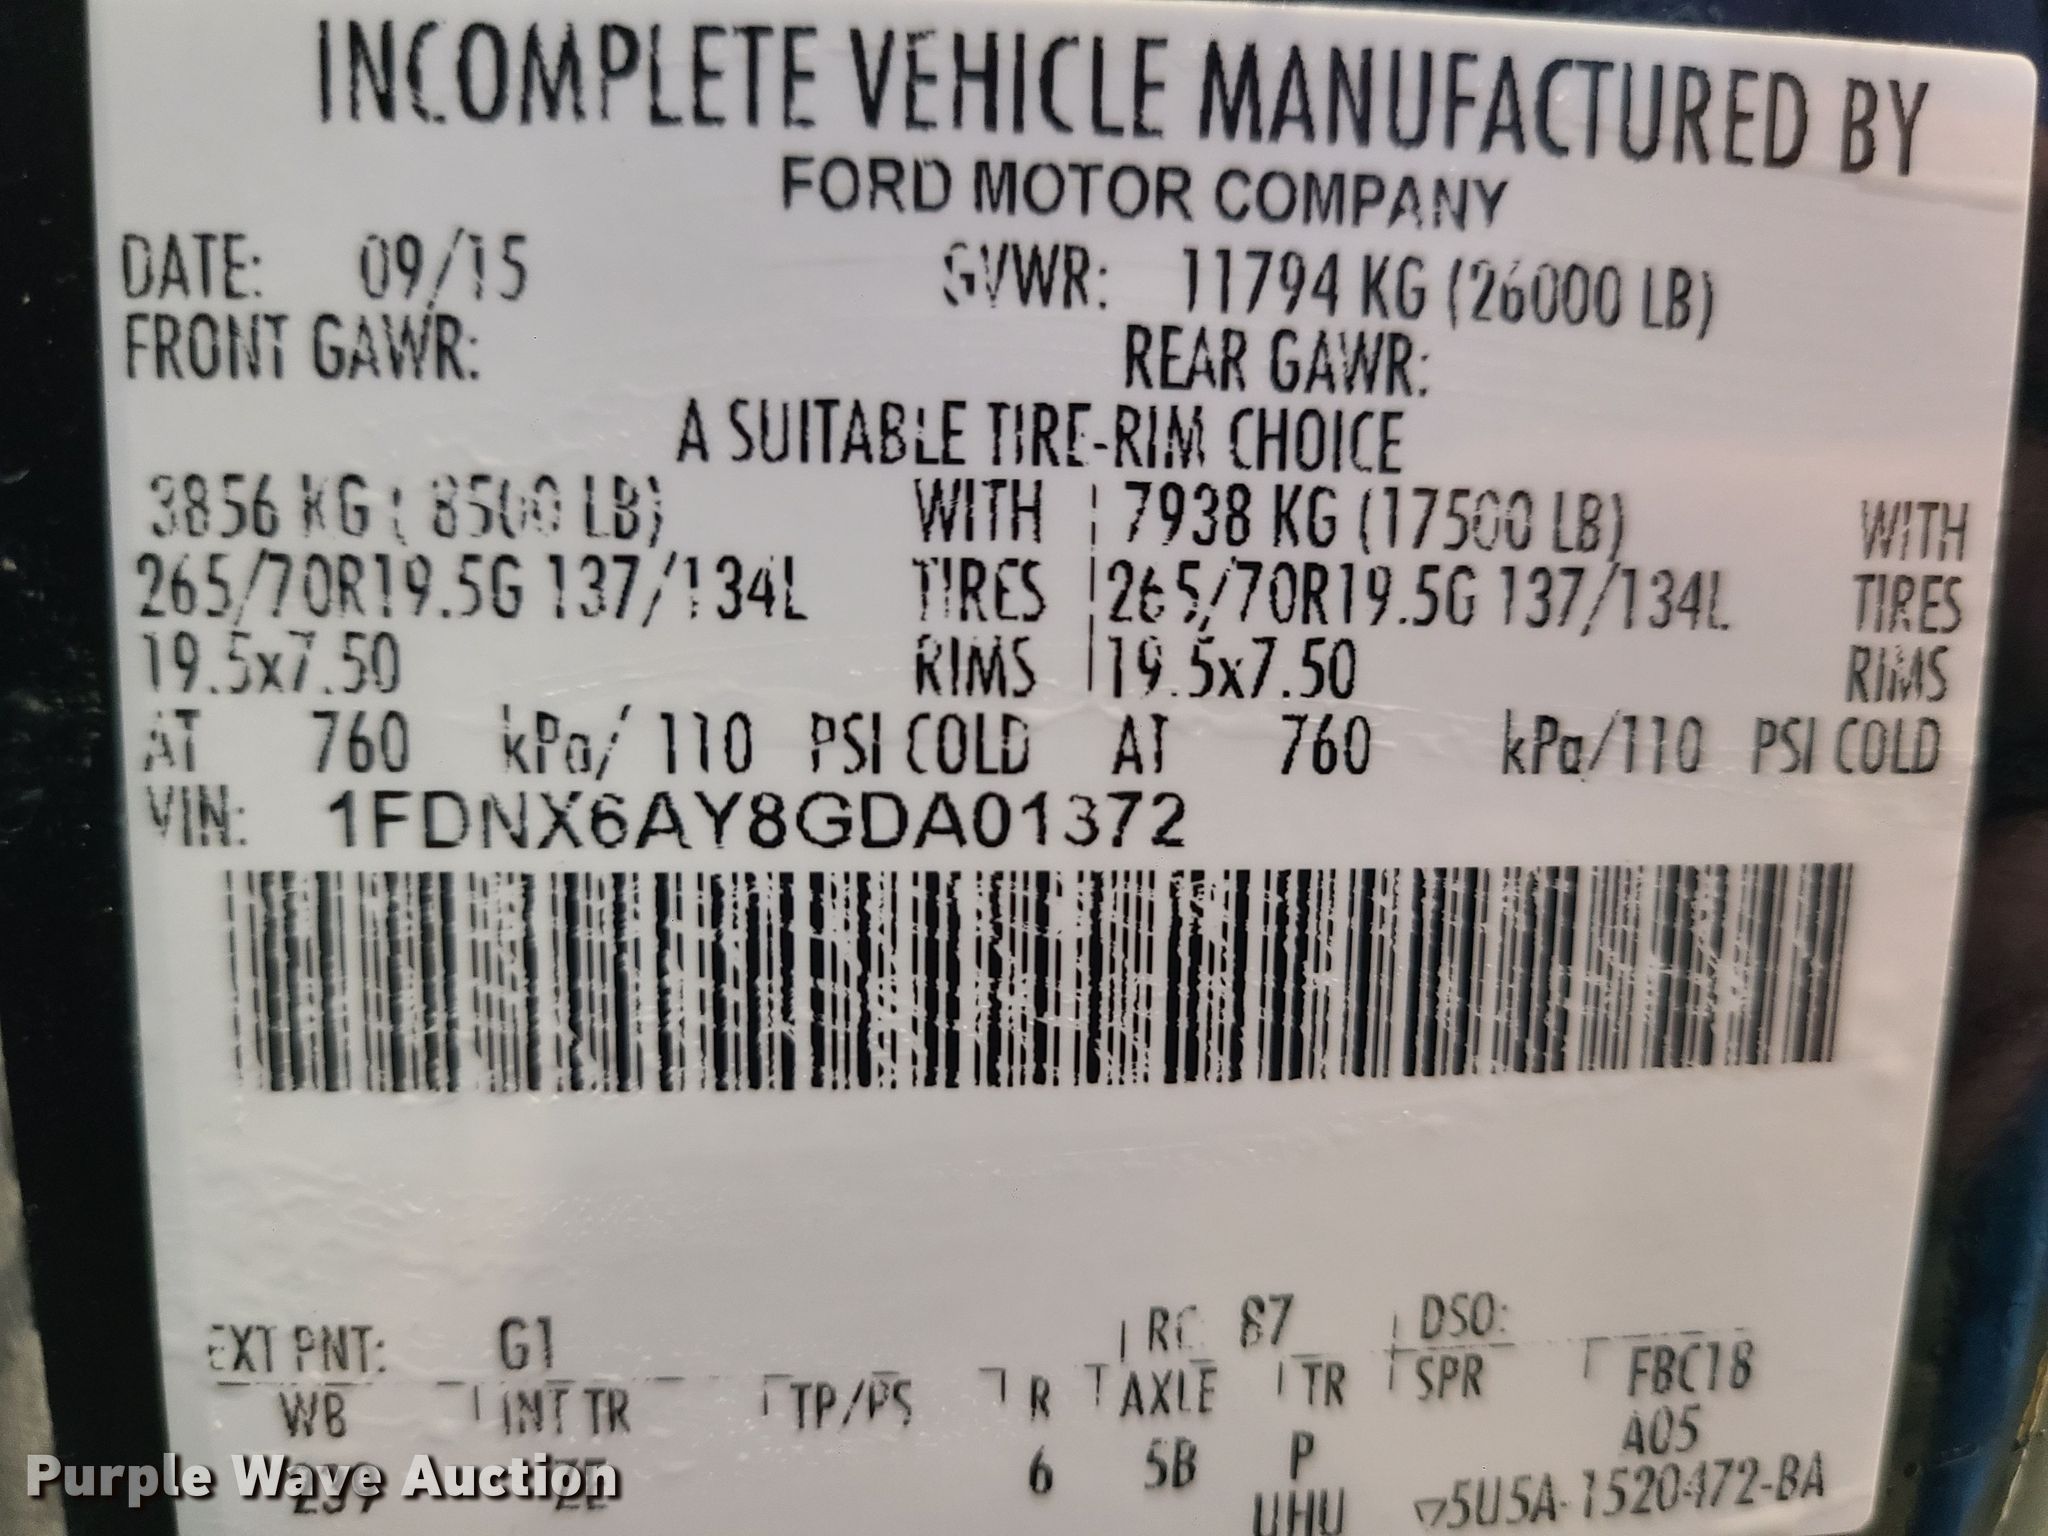 INCOMPLETE VEHICLE MANUFACTURED BY
FORD MOTOR COMPANY
DATE: 09/15 GVWR: 11794 KG (26000 LB)
FRONT GAWR: REAR GAWR:
A SUITABLE TIRE-RIM CHOICE
3856 KG ( 8500 LB) WITH 7938 KG (17500 LB) WITH
265/70R19.5G 137/134L TIRES 265/70R19.5G 137/134L TIRES
19.5x7.50 RIMS 19.5x7.50 RIMS
AT 760 kPa/ 110 PSI COLD AT 760 kPa/110 PSI COLD
VIN: 1FDNX6AY8GDA01372
EXT PNT: G1 RC: 87 DSO:
WB INT TR TP/PS R AXLE TR SPR FBC18
239 6 5B P A05
UHU 5U5A-1520472-BA
Purple Wave Auction